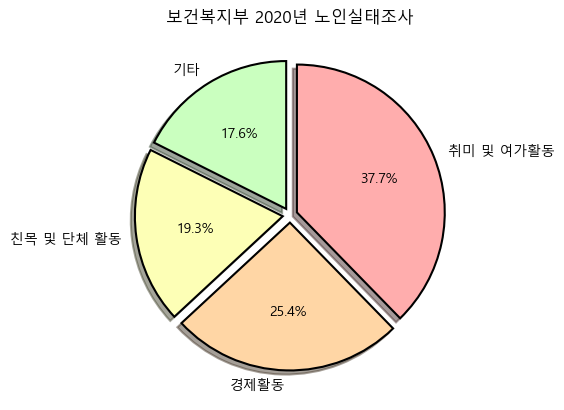 보건복지부 2020년 노인실태조사
기타
17.6%
37.7%
취미 및 여가활동
친목 및 단체 활동
19.3%
25.4%
경제활동